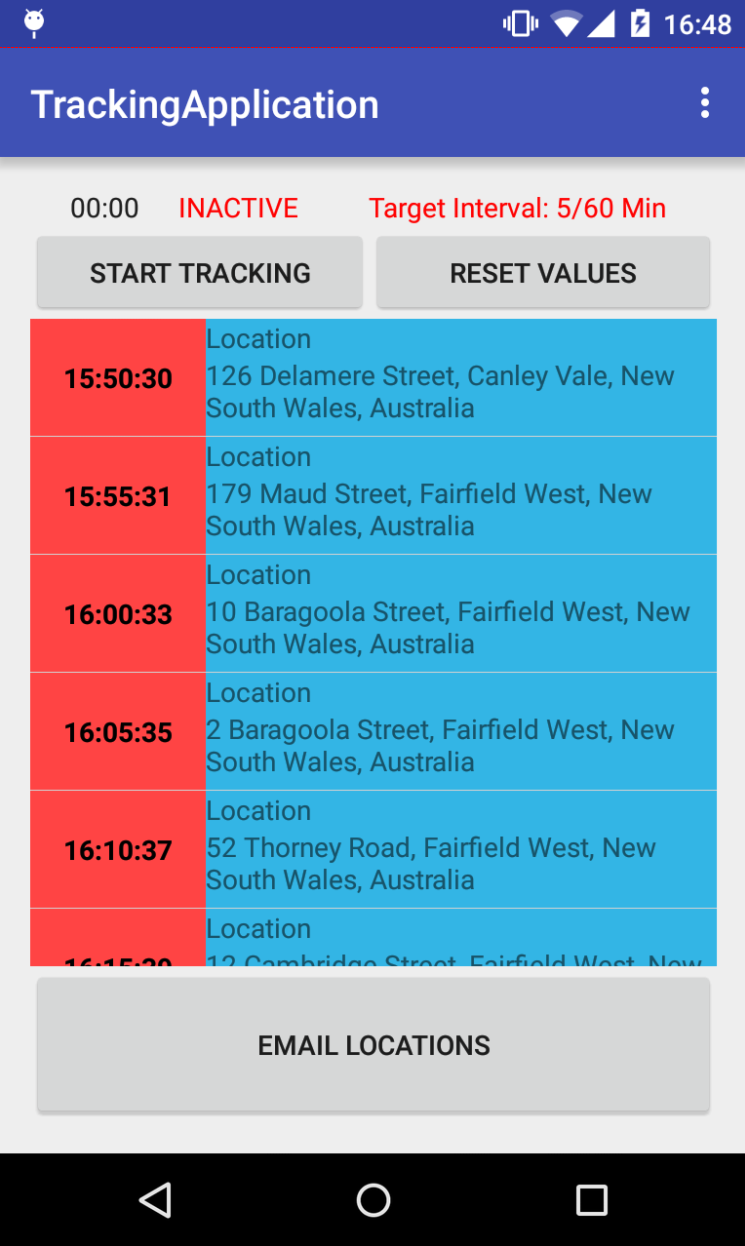 16:48
TrackingApplication
00:00 INACTIVE Target Interval: 5/60 Min
START TRACKING RESET VALUES
Location
15:50:30 126 Delamere Street, Canley Vale, New
South Wales, Australia
Location
15:55:31 179 Maud Street, Fairfield West, New
South Wales, Australia
Location
16:00:33 10 Baragoola Street, Fairfield West, New
South Wales, Australia
Location
16:05:35 2 Baragoola Street, Fairfield West, New
South Wales, Australia
Location
16:10:37 52 Thorney Road, Fairfield West, New
South Wales, Australia
Location
12 Cambridge Street, Fairfield West, New
EMAIL LOCATIONS